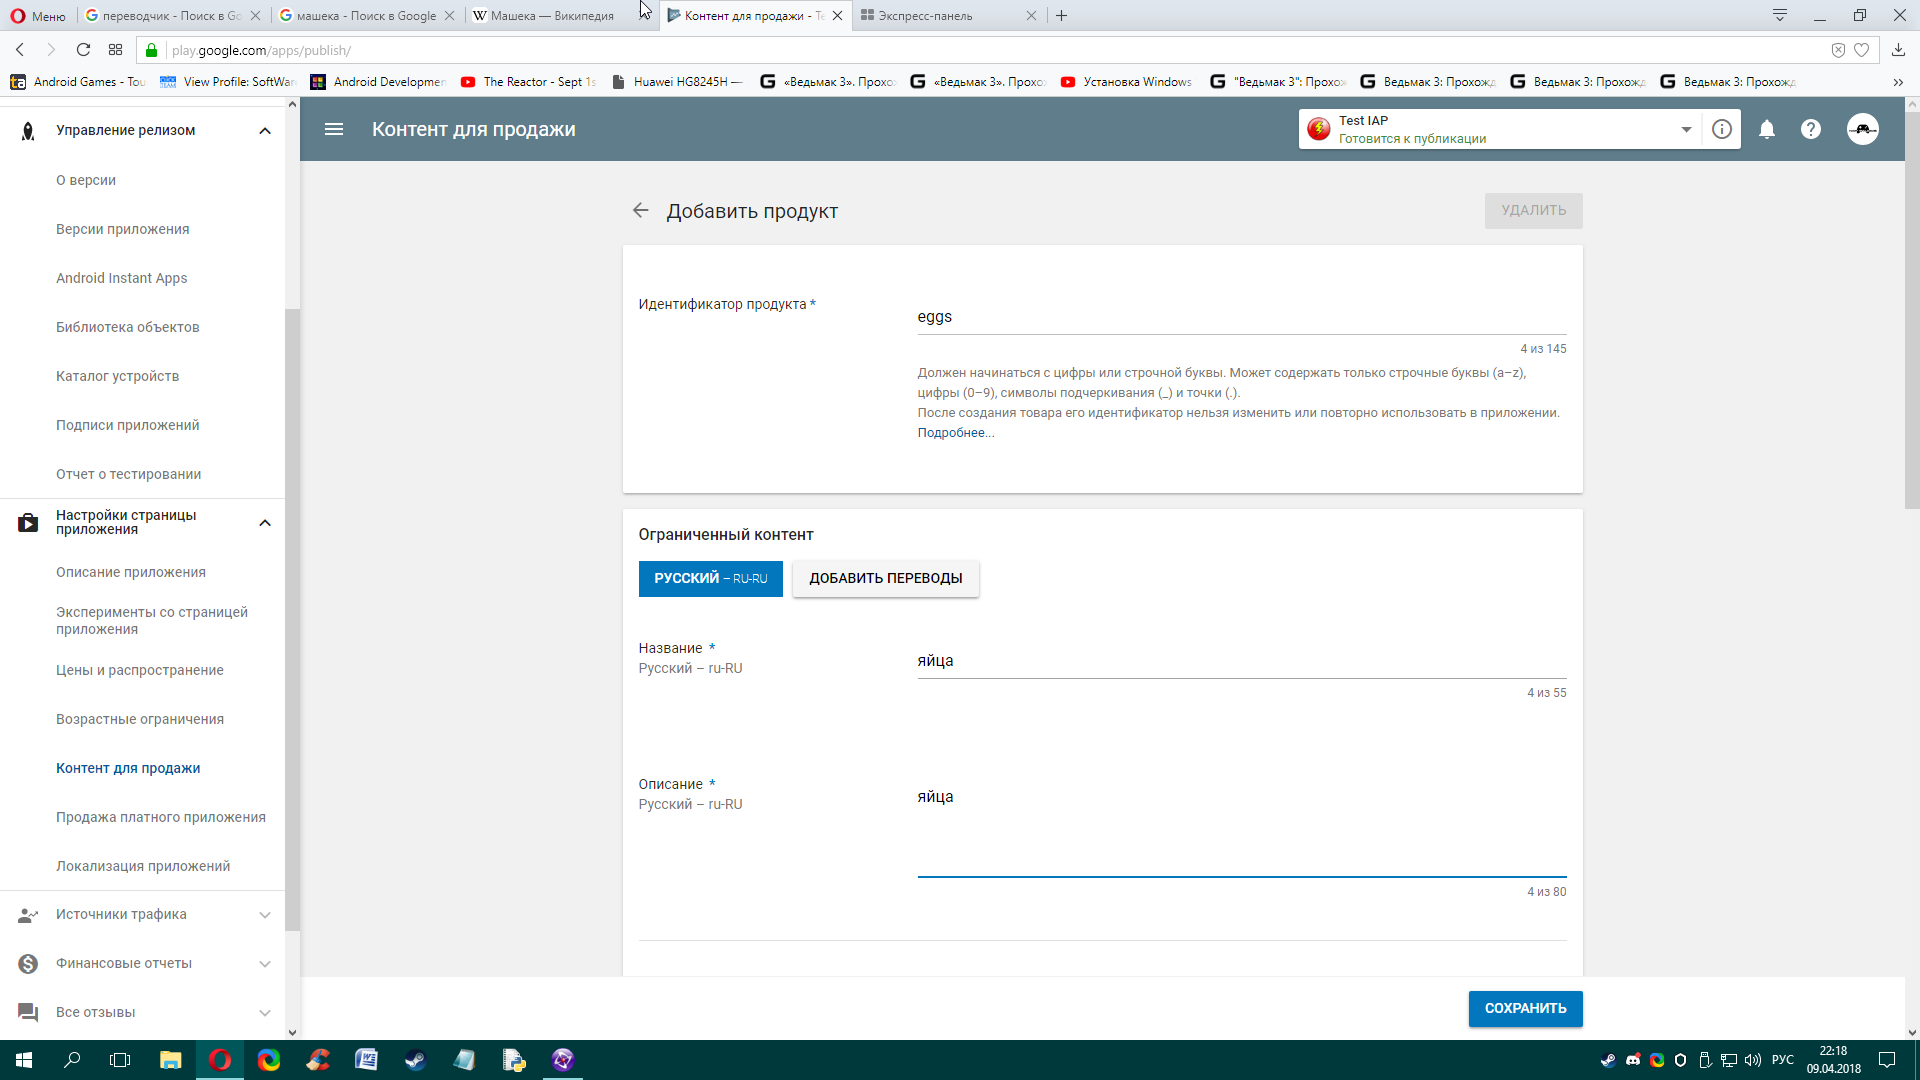 Меню
переводчик - Поиск в Go
машека - Поиск в Google
Машека — Википедия
Контент для продажи - Te
Экспресс-панель
play.google.com/apps/publish/
Android Games - Tou
View Profile: SoftWar
Android Developmen
The Reactor - Sept 1s
Huawei HG8245H —
«Ведьмак 3». Прохо
«Ведьмак 3». Прохо
Установка Windows
"Ведьмак 3": Прохож
Ведьмак 3: Прохожд
Ведьмак 3: Прохожд
Ведьмак 3: Прохожд
Управление релизом
О версии
Версии приложения
Android Instant Apps
Библиотека объектов
Каталог устройств
Подписи приложений
Отчет о тестировании
Настройки страницы
приложения
Описание приложения
Эксперименты со страницей
приложения
Цены и распространение
Возрастные ограничения
Контент для продажи
Продажа платного приложения
Локализация приложений
Источники трафика
Финансовые отчеты
Все отзывы
Контент для продажи
Test IAP
Готовится к публикации
Добавить продукт
УДАЛИТЬ
Идентификатор продукта *
eggs
4 из 145
Должен начинаться с цифры или строчной буквы. Может содержать только строчные буквы (a–z),
цифры (0–9), символы подчеркивания (_) и точки (.).
После создания товара его идентификатор нельзя изменить или повторно использовать в приложении.
Подробнее...
Ограниченный контент
РУССКИЙ – RU-RU
ДОБАВИТЬ ПЕРЕВОДЫ
Название *
Русский – ru-RU
яйца
4 из 55
Описание *
Русский – ru-RU
яйца
4 из 80
СОХРАНИТЬ
РУС
22:18
09.04.2018